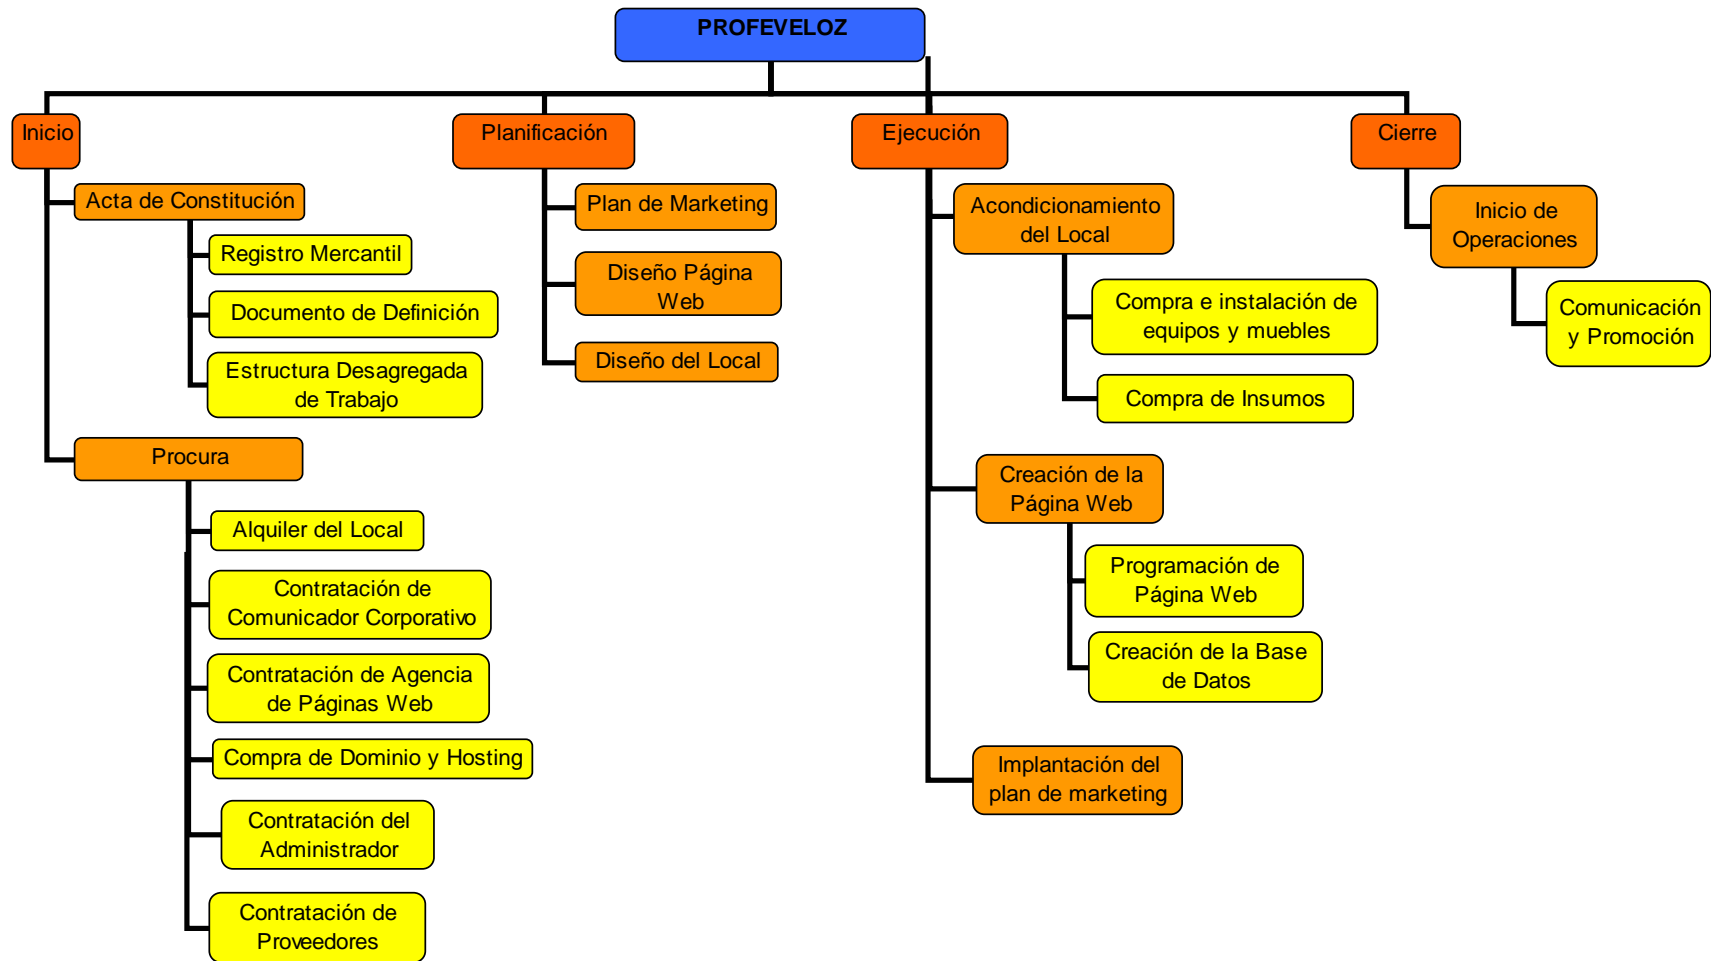 PROFEVELOZ
Inicio
Planificación
Ejecución
Cierre
Acta de Constitución
Registro Mercantil
Documento de Definición
Estructura Desagregada
de Trabajo
Procura
Alquiler del Local
Contratación de
Comunicador Corporativo
Contratación de Agencia
de Páginas Web
Compra de Dominio y Hosting
Contratación del
Administrador
Contratación de
Proveedores
Plan de Marketing
Diseño Página
Web
Diseño del Local
Acondicionamiento
del Local
Compra e instalación de
equipos y muebles
Compra de Insumos
Creación de la
Página Web
Programación de
Página Web
Creación de la Base
de Datos
Implantación del
plan de marketing
Inicio de
Operaciones
Comunicación
y Promoción